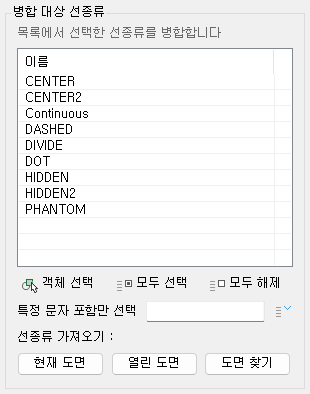 병합 대상 선종류
목록에서 선택한 선종류를 병합합니다
이름
CENTER
CENTER2
Continuous
DASHED
DIVIDE
DOT
HIDDEN
HIDDEN2
PHANTOM
객체 선택 모두 선택 모두 해제
특정 문자 포함만 선택
선종류 가져오기 :
현재 도면 열린 도면 도면 찾기